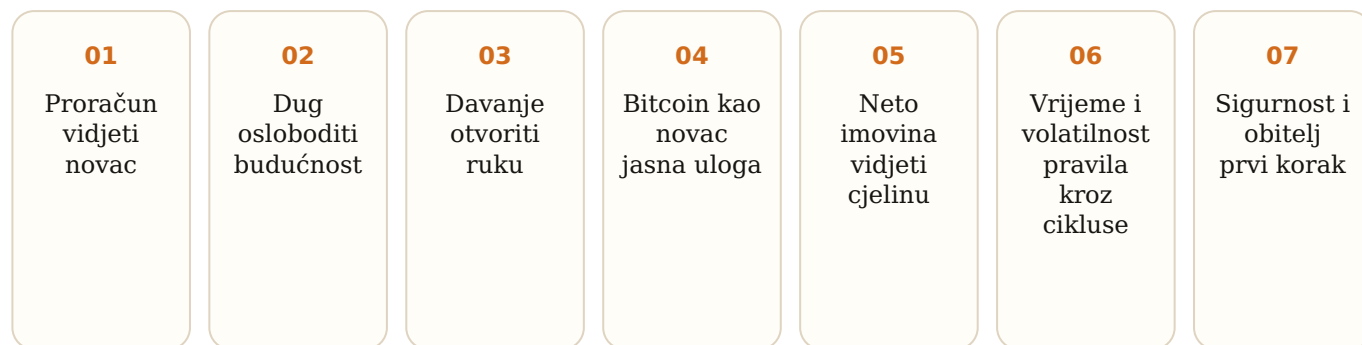 01
Proračun
vidjeti
novac
02
Dug
osloboditi
budućnost
03
Davanje
otvoriti
ruku
04
Bitcoin kao
novac
jasna uloga
05
Neto
imovina
vidjeti
cjelinu
06
Vrijeme i
volatilnost
pravila
kroz
cikluse
07
Sigurnost i
obitelj
prvi korak